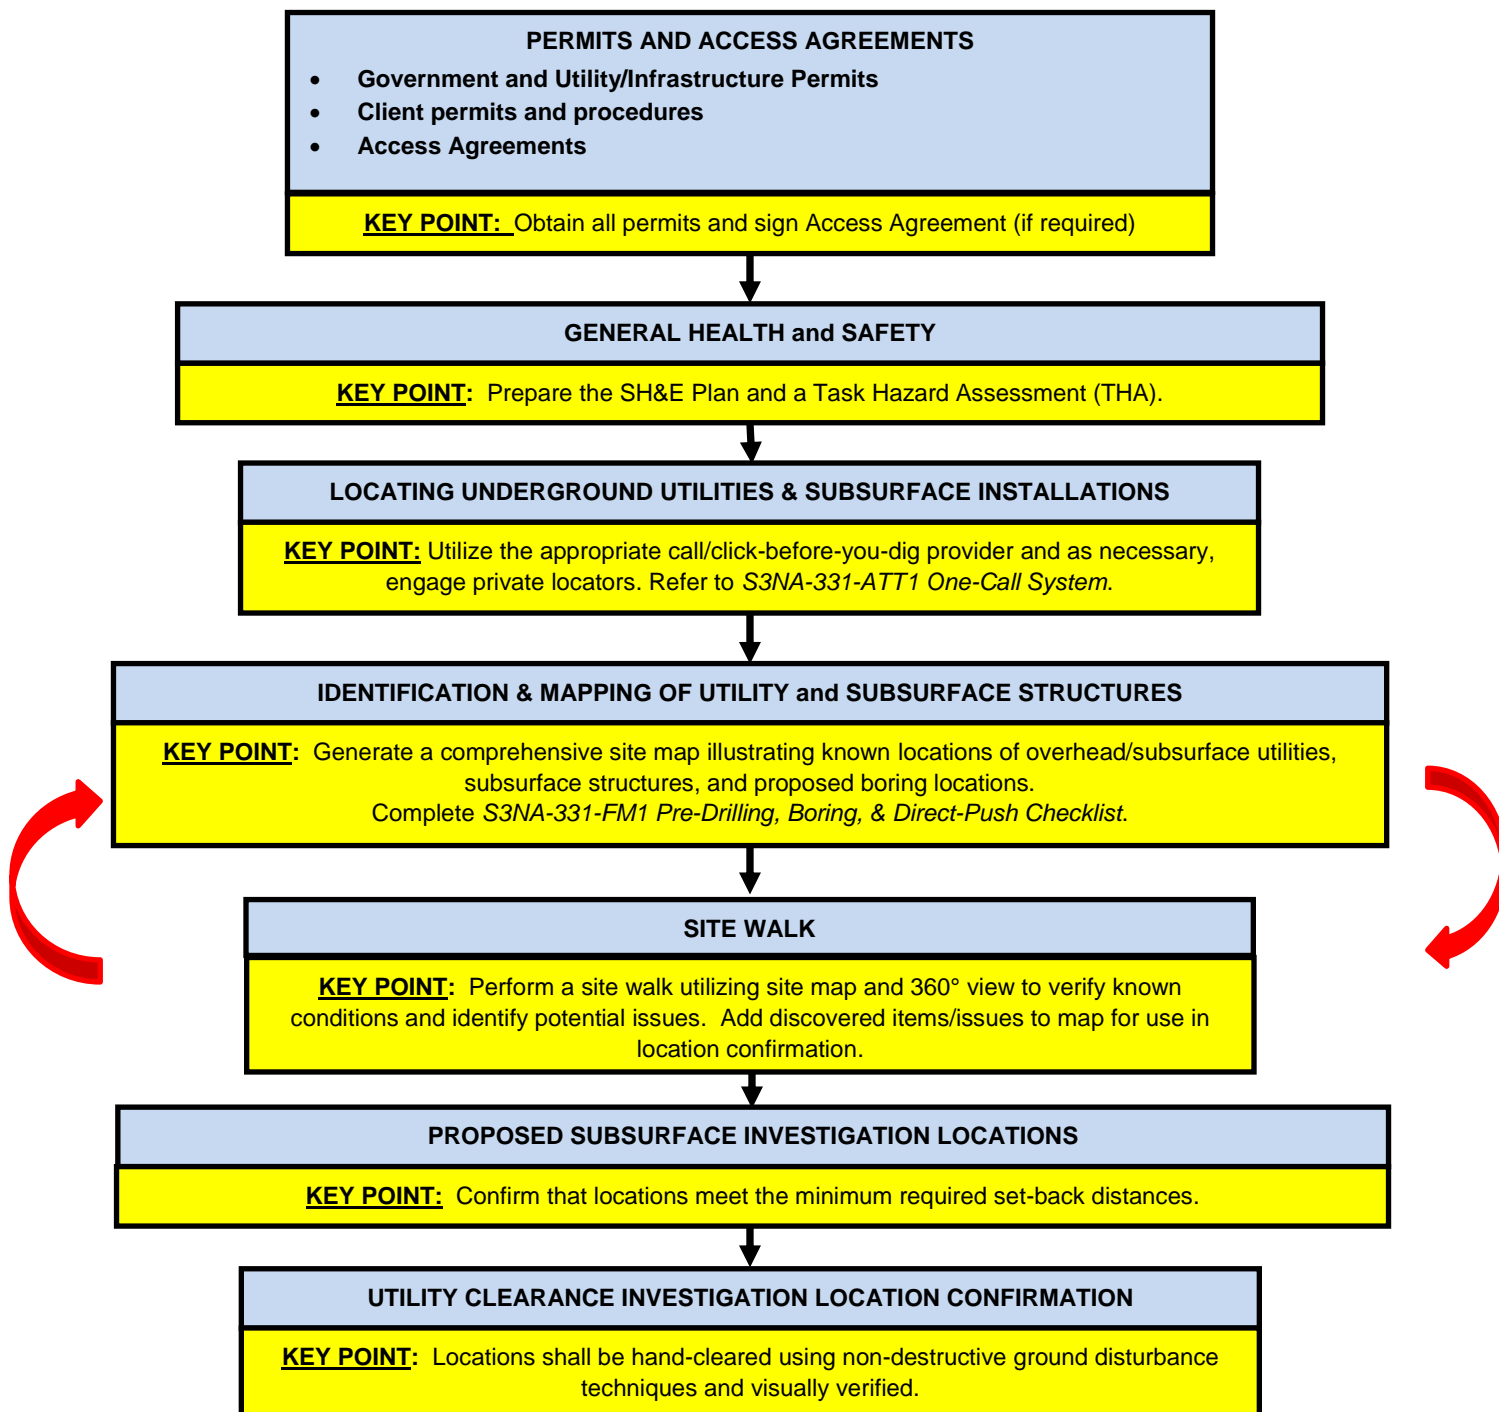 PERMITS AND ACCESS AGREEMENTS
• Government and Utility/Infrastructure Permits
• Client permits and procedures
• Access Agreements
KEY POINT: Obtain all permits and sign Access Agreement (if required)
GENERAL HEALTH and SAFETY
KEY POINT: Prepare the SH&E Plan and a Task Hazard Assessment (THA).
LOCATING UNDERGROUND UTILITIES & SUBSURFACE INSTALLATIONS
KEY POINT: Utilize the appropriate call/click-before-you-dig provider and as necessary,
engage private locators. Refer to S3NA-331-ATT1 One-Call System.
IDENTIFICATION & MAPPING OF UTILITY and SUBSURFACE STRUCTURES
KEY POINT: Generate a comprehensive site map illustrating known locations of overhead/subsurface utilities,
subsurface structures, and proposed boring locations.
Complete S3NA-331-FM1 Pre-Drilling, Boring, & Direct-Push Checklist.
SITE WALK
KEY POINT: Perform a site walk utilizing site map and 360° view to verify known
conditions and identify potential issues. Add discovered items/issues to map for use in
location confirmation.
PROPOSED SUBSURFACE INVESTIGATION LOCATIONS
KEY POINT: Confirm that locations meet the minimum required set-back distances.
UTILITY CLEARANCE INVESTIGATION LOCATION CONFIRMATION
KEY POINT: Locations shall be hand-cleared using non-destructive ground disturbance
techniques and visually verified.